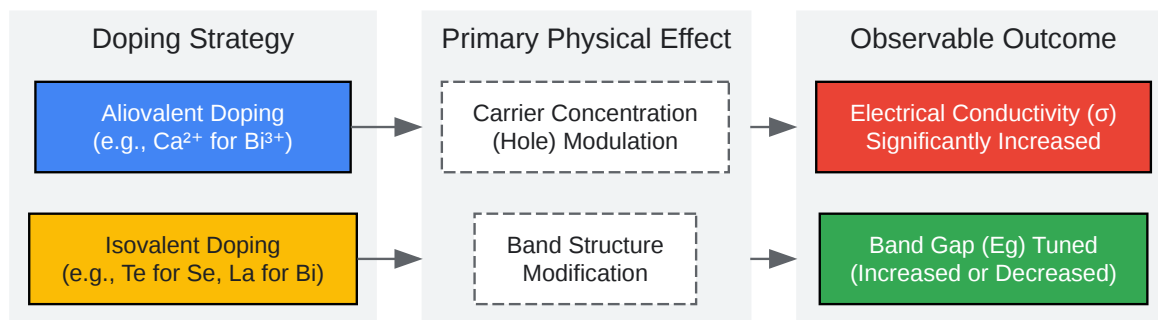 Doping Strategy
Primary Physical Effect
Observable Outcome
Aliovalent Doping
(e.g., Ca²⁺ for Bi³⁺)
Carrier Concentration
(Hole) Modulation
Electrical Conductivity (σ)
Significantly Increased
Isovalent Doping
(e.g., Te for Se, La for Bi)
Band Structure
Modification
Band Gap (Eg) Tuned
(Increased or Decreased)